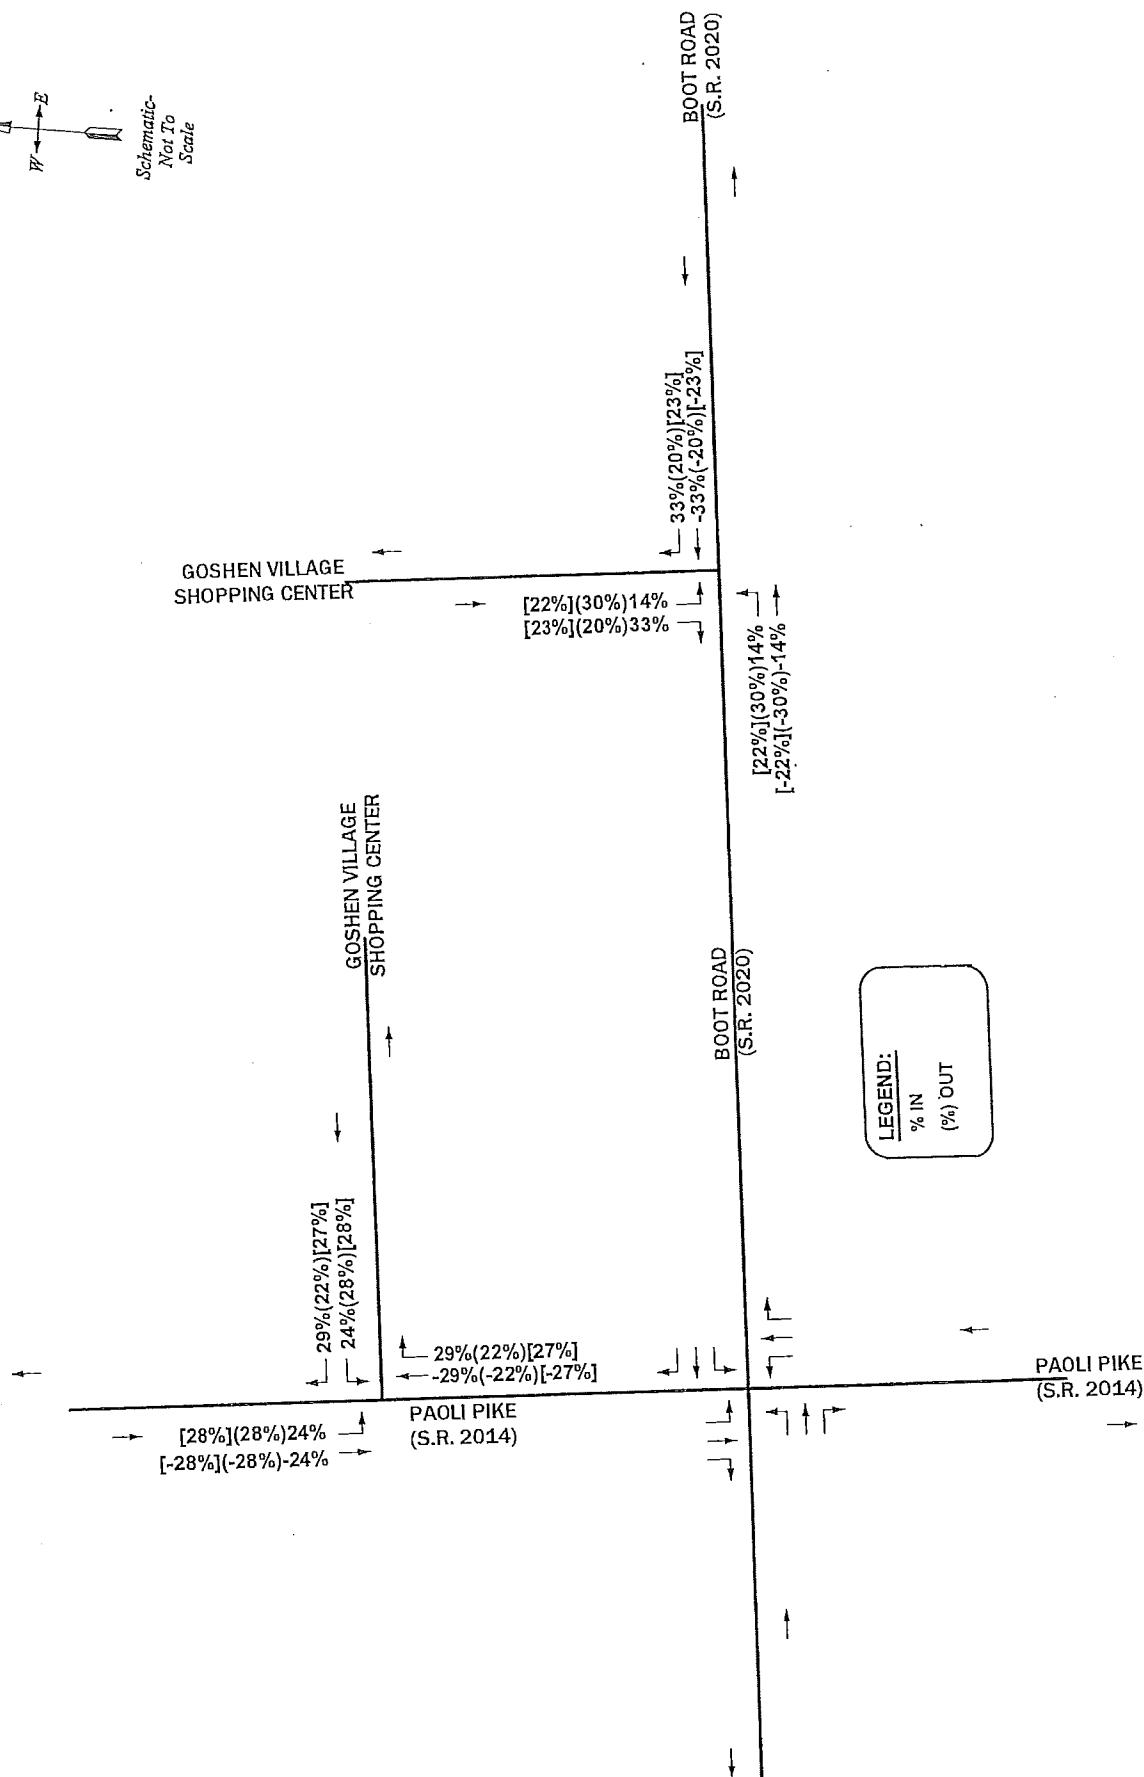 W
E
Schematic-
Not To
Scale
BOOT ROAD
(S.R. 2020)
33%(20%)[23%]
-33%(-20%)[-23%]
GOSHEN VILLAGE
SHOPPING CENTER
[22%](30%)14%
[23%](20%)33%
[22%](30%)14%
[-22%](-30%)-14%
GOSHEN VILLAGE
SHOPPING CENTER
BOOT ROAD
(S.R. 2020)
LEGEND:
% IN
(%) OUT
29%(22%)[27%]
24%(28%)[28%]
29%(22%)[27%]
-29%(-22%)[-27%]
PAOLI PIKE
(S.R. 2014)
[28%](28%)24%
[-28%](-28%)-24%
PAOLI PIKE
(S.R. 2014)